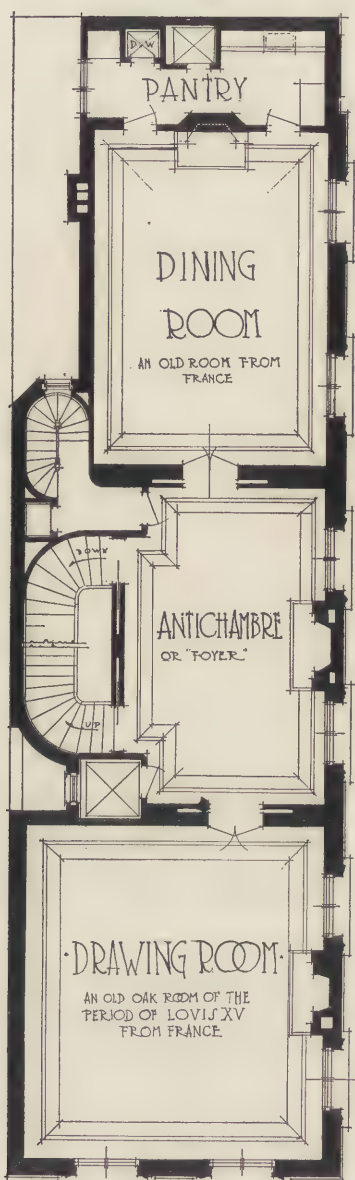 D W
PANTRY
DINING
ROOM
AN OLD ROOM FROM
FRANCE
DOWN
ANTICHAMBRE
OR "FOYER"
UP
·DRAWING ROOM·
AN OLD OAK ROOM OF THE
PERIOD OF LOVIS XV
FROM FRANCE